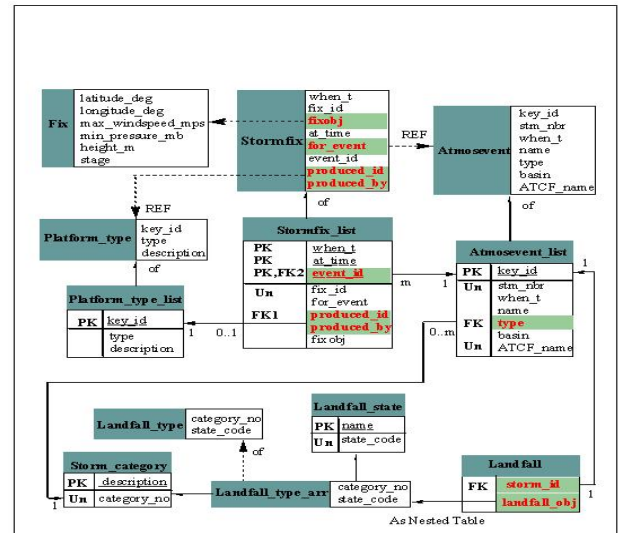 Fix
latitude_deg
longitude_deg
max_windspeed_mps
min_pressure_mb
height_m
stage
Stormfix
when_t
fix_id
fixobj
at_time
for_event
event_id
produced_id
produced_by
REF
Atmosevent
key_id
stm_nbr
when_t
name
type
basin
ATCF_name
REF
of
of
Platform_type
key_id
type
description
of
Stormfix_list
PK when_t
PK at_time
PK,FK2 event_id
Un fix_id
for_event
FK1 produced_id
produced_by
fixobj
m
1
Atmosevent_list
PK key_id
Un stm_nbr
when_t
name
FK type
basin
Un ATCF_name
1
0..m
Platform_type_list
PK key_id
type
description
1
0..1
Landfall_type
category_no
state_code
of
Landfall_state
PK name
Un state_code
Storm_category
PK description
Un category_no
1
Landfall_type_arr
category_no
state_code
Landfall
FK storm_id
landfall_obj
1
As Nested Table